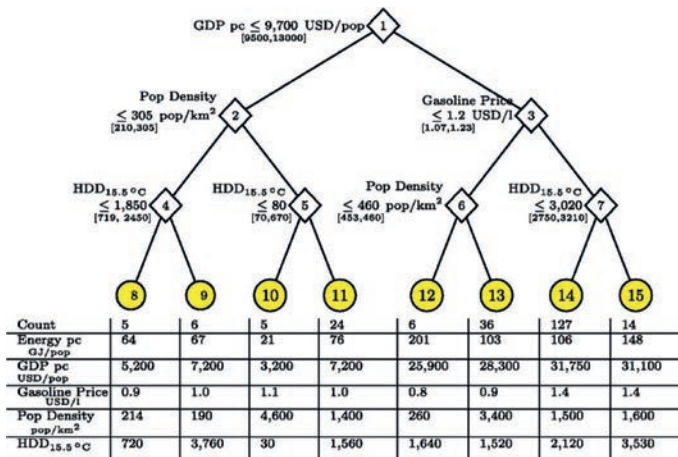 GDP pc ≤ 9,700 USD/pop
[9500,13000]
1
Pop Density
≤ 305 pop/km²
[210,305]
2
Gasoline Price
≤ 1.2 USD/l
[1.07,1.23]
3
HDD15.5°C
≤ 1,850
[719, 2450]
4
HDD15.5°C
≤ 80
[70,670]
5
Pop Density
≤ 460 pop/km²
[453,460]
6
HDD15.5°C
≤ 3,020
[2750,3210]
7
8 9 10 11 12 13 14 15
Count 5 6 5 24 6 36 127 14
Energy pc 64 67 21 76 201 103 106 148
GJ/pop
GDP pc 5,200 7,200 3,200 7,200 25,900 28,300 31,750 31,100
USD/pop
Gasoline Price 0.9 1.0 1.1 1.0 0.8 0.9 1.4 1.4
USD/l
Pop Density 214 190 4,600 1,400 260 3,400 1,500 1,600
pop/km²
HDD15.5°C 720 3,760 30 1,560 1,640 1,520 2,120 3,530